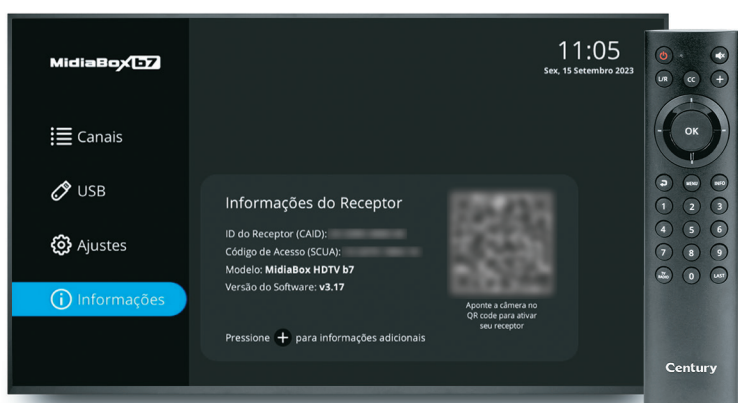 MidiaBox b7
11:05
Sex, 15 Setembro 2023
Canais
USB
Ajustes
Informações
Informações do Receptor
ID do Receptor (CAID):
Código de Acesso (SCUA):
Modelo: MidiaBox HDTV b7
Versão do Software: v3.17
Pressione + para informações adicionais
Aponte a câmera no
QR code para ativar
seu receptor
L/R CC +
OK
MENU INFO
1 2 3
4 5 6
7 8 9
TV
RADIO 0 LAST
Century